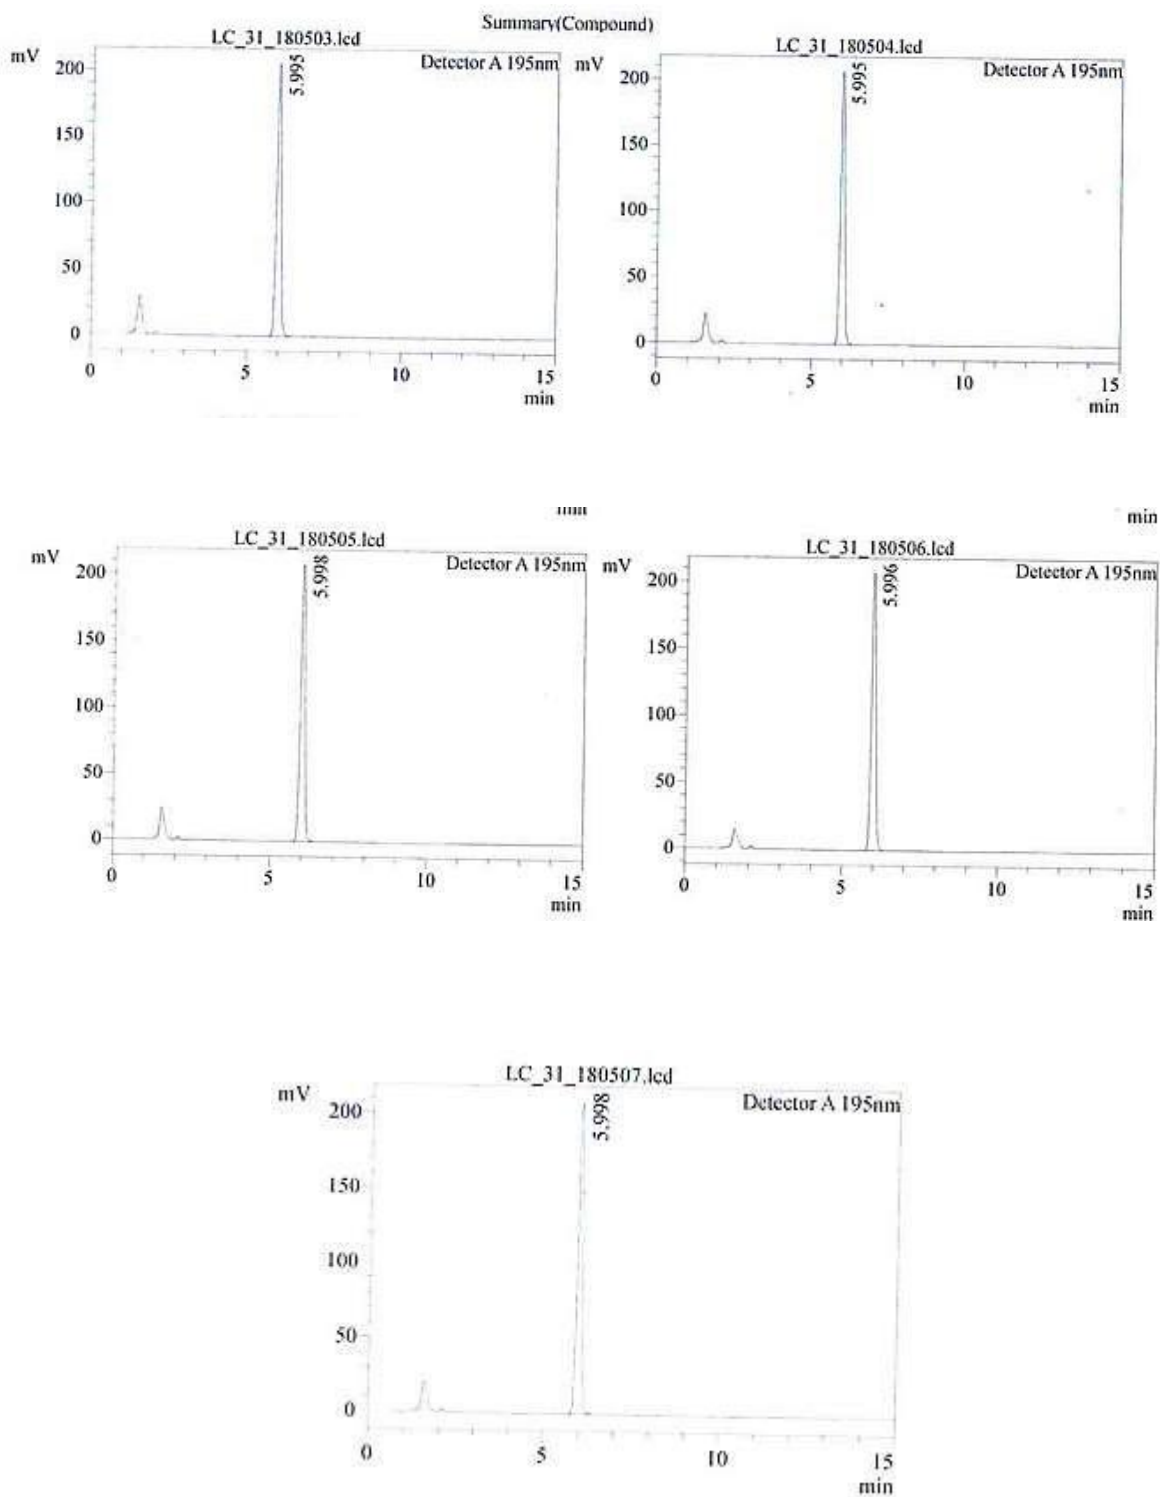 Summary(Compound)
LC_31_180503.lcd
mV
Detector A 195nm
5.995
200
150
100
50
0
0 5 10 15
min
LC_31_180504.lcd
mV
Detector A 195nm
5.995
200
150
100
50
0
0 5 10 15
min
min
LC_31_180505.lcd
mV
Detector A 195nm
5.998
200
150
100
50
0
0 5 10 15
min
LC_31_180506.lcd
mV
Detector A 195nm
5.996
200
150
100
50
0
0 5 10 15
min
LC_31_180507.lcd
mV
Detector A 195nm
5.998
200
150
100
50
0
0 5 10 15
min